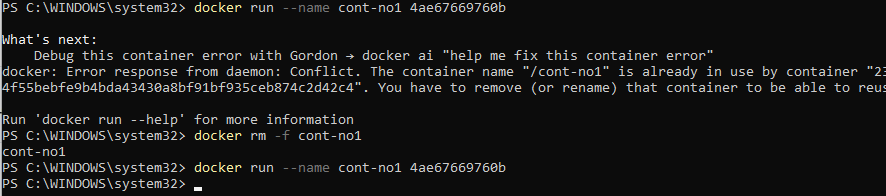 PS C:\WINDOWS\system32> docker run --name cont-no1 4ae67669760b
What's next:
Debug this container error with Gordon → docker ai "help me fix this container error"
docker: Error response from daemon: Conflict. The container name "/cont-no1" is already in use by container "23
4f55bebfe9b4bda43430a8bf91bf935ceb874c2d42c4". You have to remove (or rename) that container to be able to reus
Run 'docker run --help' for more information
PS C:\WINDOWS\system32> docker rm -f cont-no1
cont-no1
PS C:\WINDOWS\system32> docker run --name cont-no1 4ae67669760b
PS C:\WINDOWS\system32>